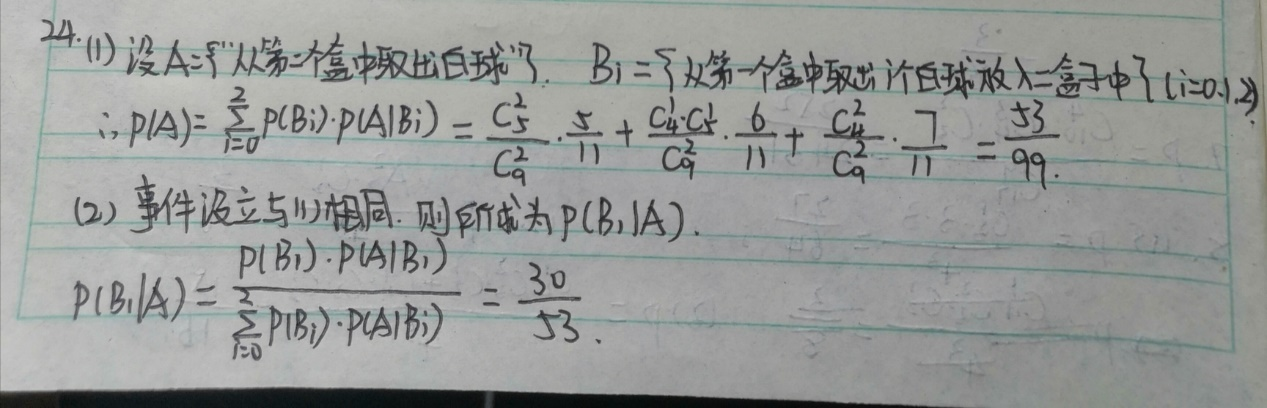 24.(1) 设A={“从第二个盒中取出白球”}. Bi={从第一个盒中取出i个白球放入二盒子中}(i=0.1.2)
∴ P(A)=∑_{i=0}^{2} P(Bi)·P(A|Bi) = C₅²/C₉² · 5/11 + C₄¹·C₅¹/C₉² · 6/11 + C₄²/C₉² · 7/11 = 53/99.
(2) 事件设立与(1)相同. 则所求为P(B₁|A).
P(B₁|A) = P(B₁)·P(A|B₁) / ∑_{i=0}^{2} P(Bi)·P(A|Bi) = 30/53.